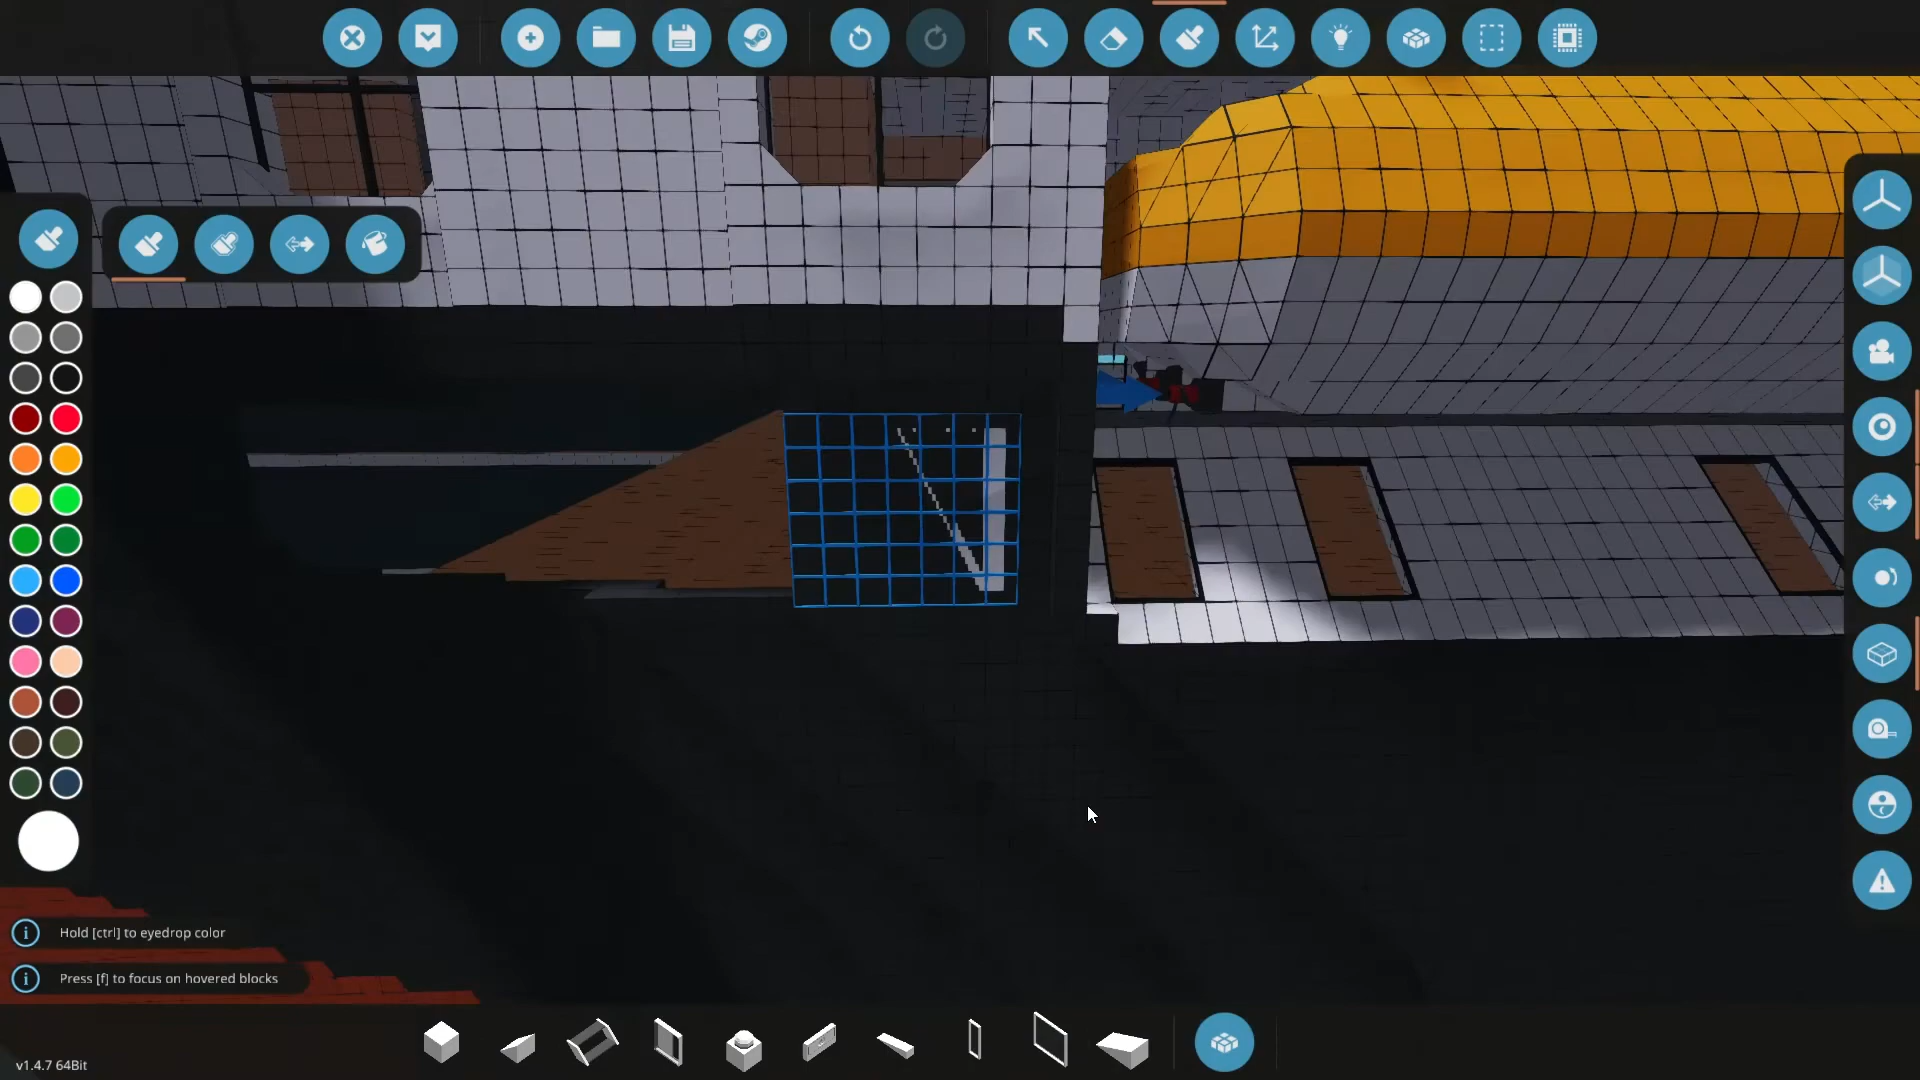 Hold [ctrl] to eyedrop color
Press [f] to focus on hovered blocks
v1.4.7 64Bit